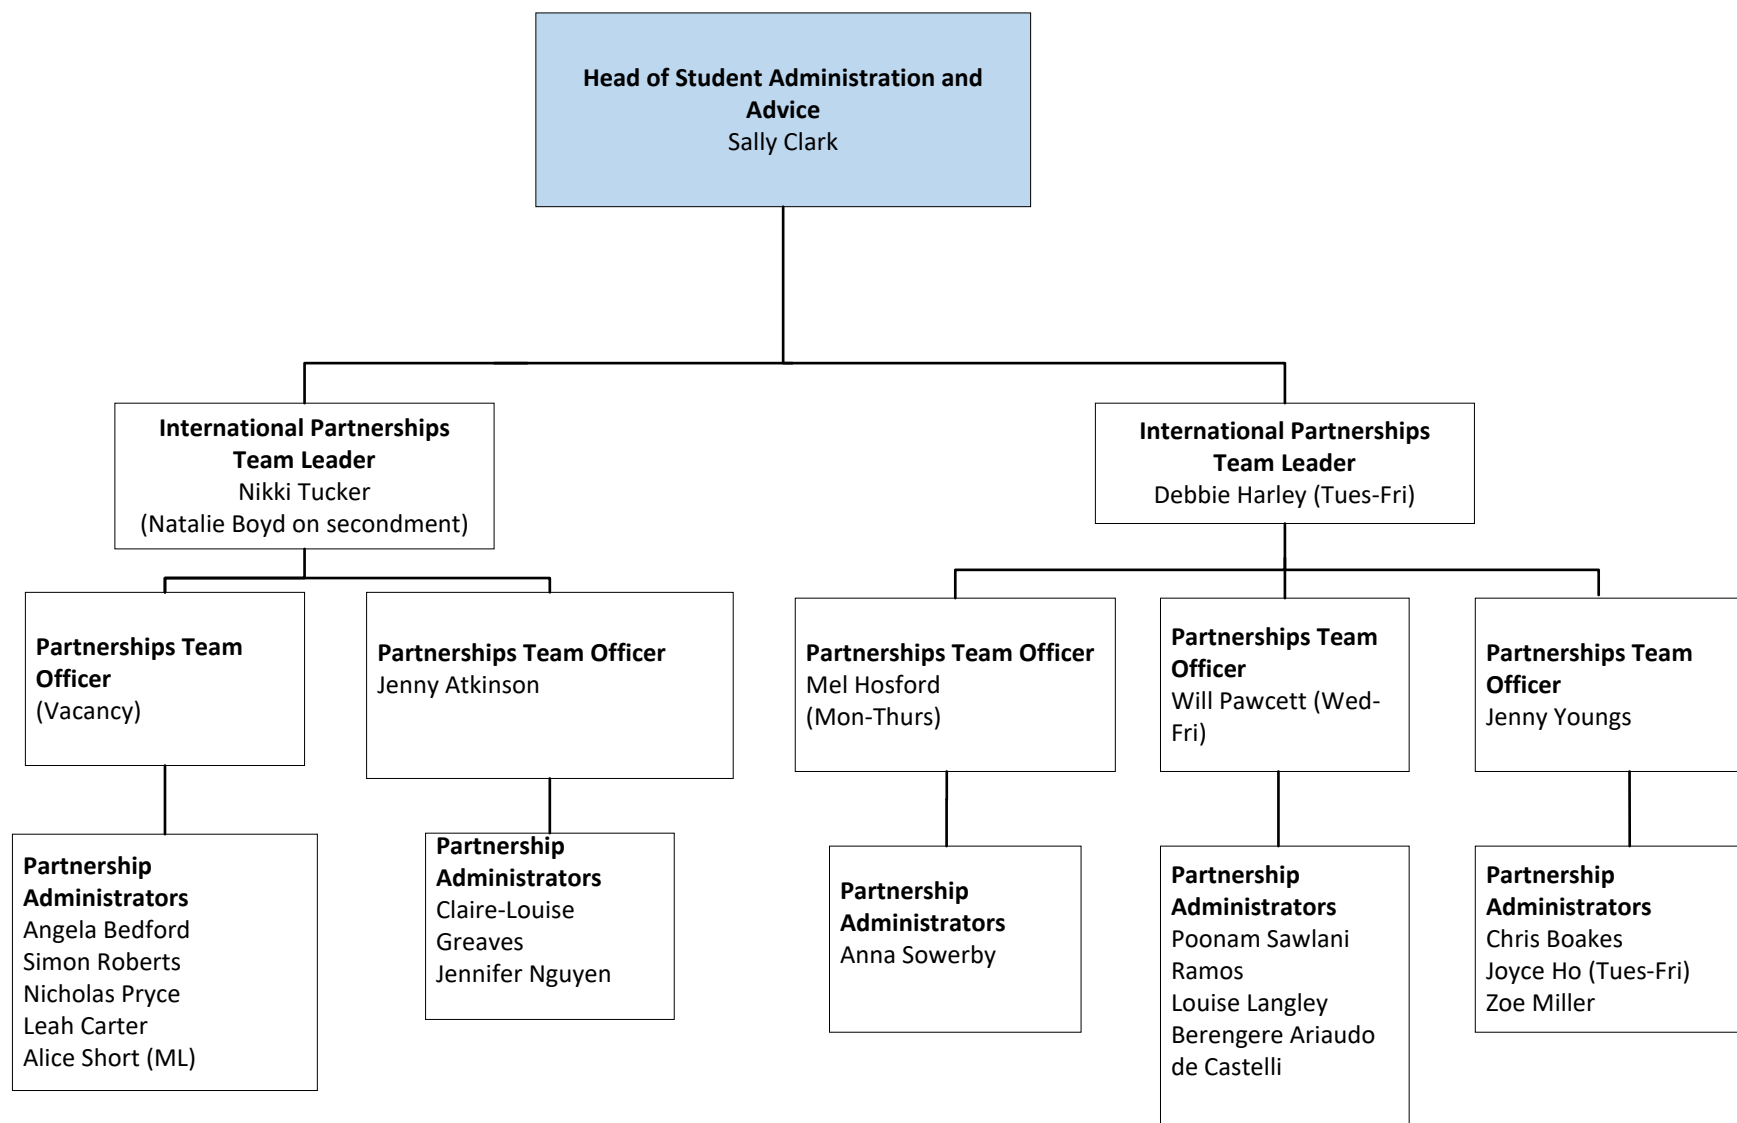 Head of Student Administration and
Advice
Sally Clark
International Partnerships
Team Leader
Nikki Tucker
(Natalie Boyd on secondment)
International Partnerships
Team Leader
Debbie Harley (Tues-Fri)
Partnerships Team
Officer
(Vacancy)
Partnerships Team Officer
Jenny Atkinson
Partnerships Team Officer
Mel Hosford
(Mon-Thurs)
Partnerships Team
Officer
Will Pawcett (Wed-
Fri)
Partnerships Team
Officer
Jenny Youngs
Partnership
Administrators
Angela Bedford
Simon Roberts
Nicholas Pryce
Leah Carter
Alice Short (ML)
Partnership
Administrators
Claire-Louise
Greaves
Jennifer Nguyen
Partnership
Administrators
Anna Sowerby
Partnership
Administrators
Poonam Sawlani
Ramos
Louise Langley
Berengere Ariaudo
de Castelli
Partnership
Administrators
Chris Boakes
Joyce Ho (Tues-Fri)
Zoe Miller